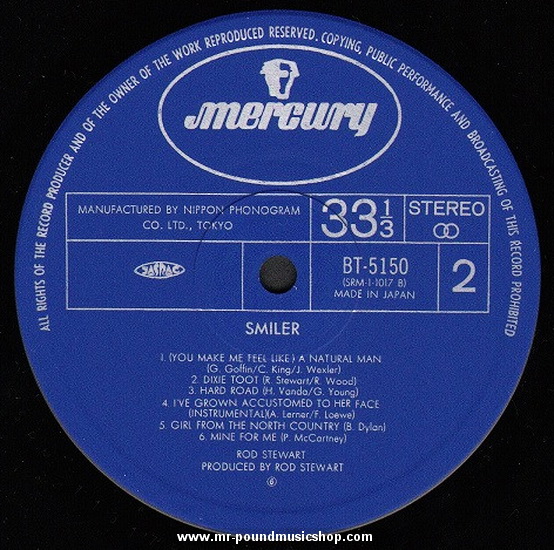 ALL RIGHTS OF THE RECORD PRODUCER AND OF THE OWNER OF THE WORK REPRODUCED RESERVED. COPYING, PUBLIC PERFORMANCE AND BROADCASTING OF THIS RECORD PROHIBITED
mercury
MANUFACTURED BY NIPPON PHONOGRAM
CO. LTD., TOKYO
33 1/3
STEREO
JASRAC
BT-5150
(SRM-1-1017 B)
MADE IN JAPAN
2
SMILER
1. (YOU MAKE ME FEEL LIKE) A NATURAL MAN
(G. Goffin/C. King/J. Wexler)
2. DIXIE TOOT (R. Stewart/R. Wood)
3. HARD ROAD (H. Vanda/G. Young)
4. I'VE GROWN ACCUSTOMED TO HER FACE
(INSTRUMENTAL)(A. Lerner/F. Loewe)
5. GIRL FROM THE NORTH COUNTRY (B. Dylan)
6. MINE FOR ME (P. McCartney)
ROD STEWART
PRODUCED BY ROD STEWART
www.mr-poundmusicshop.com